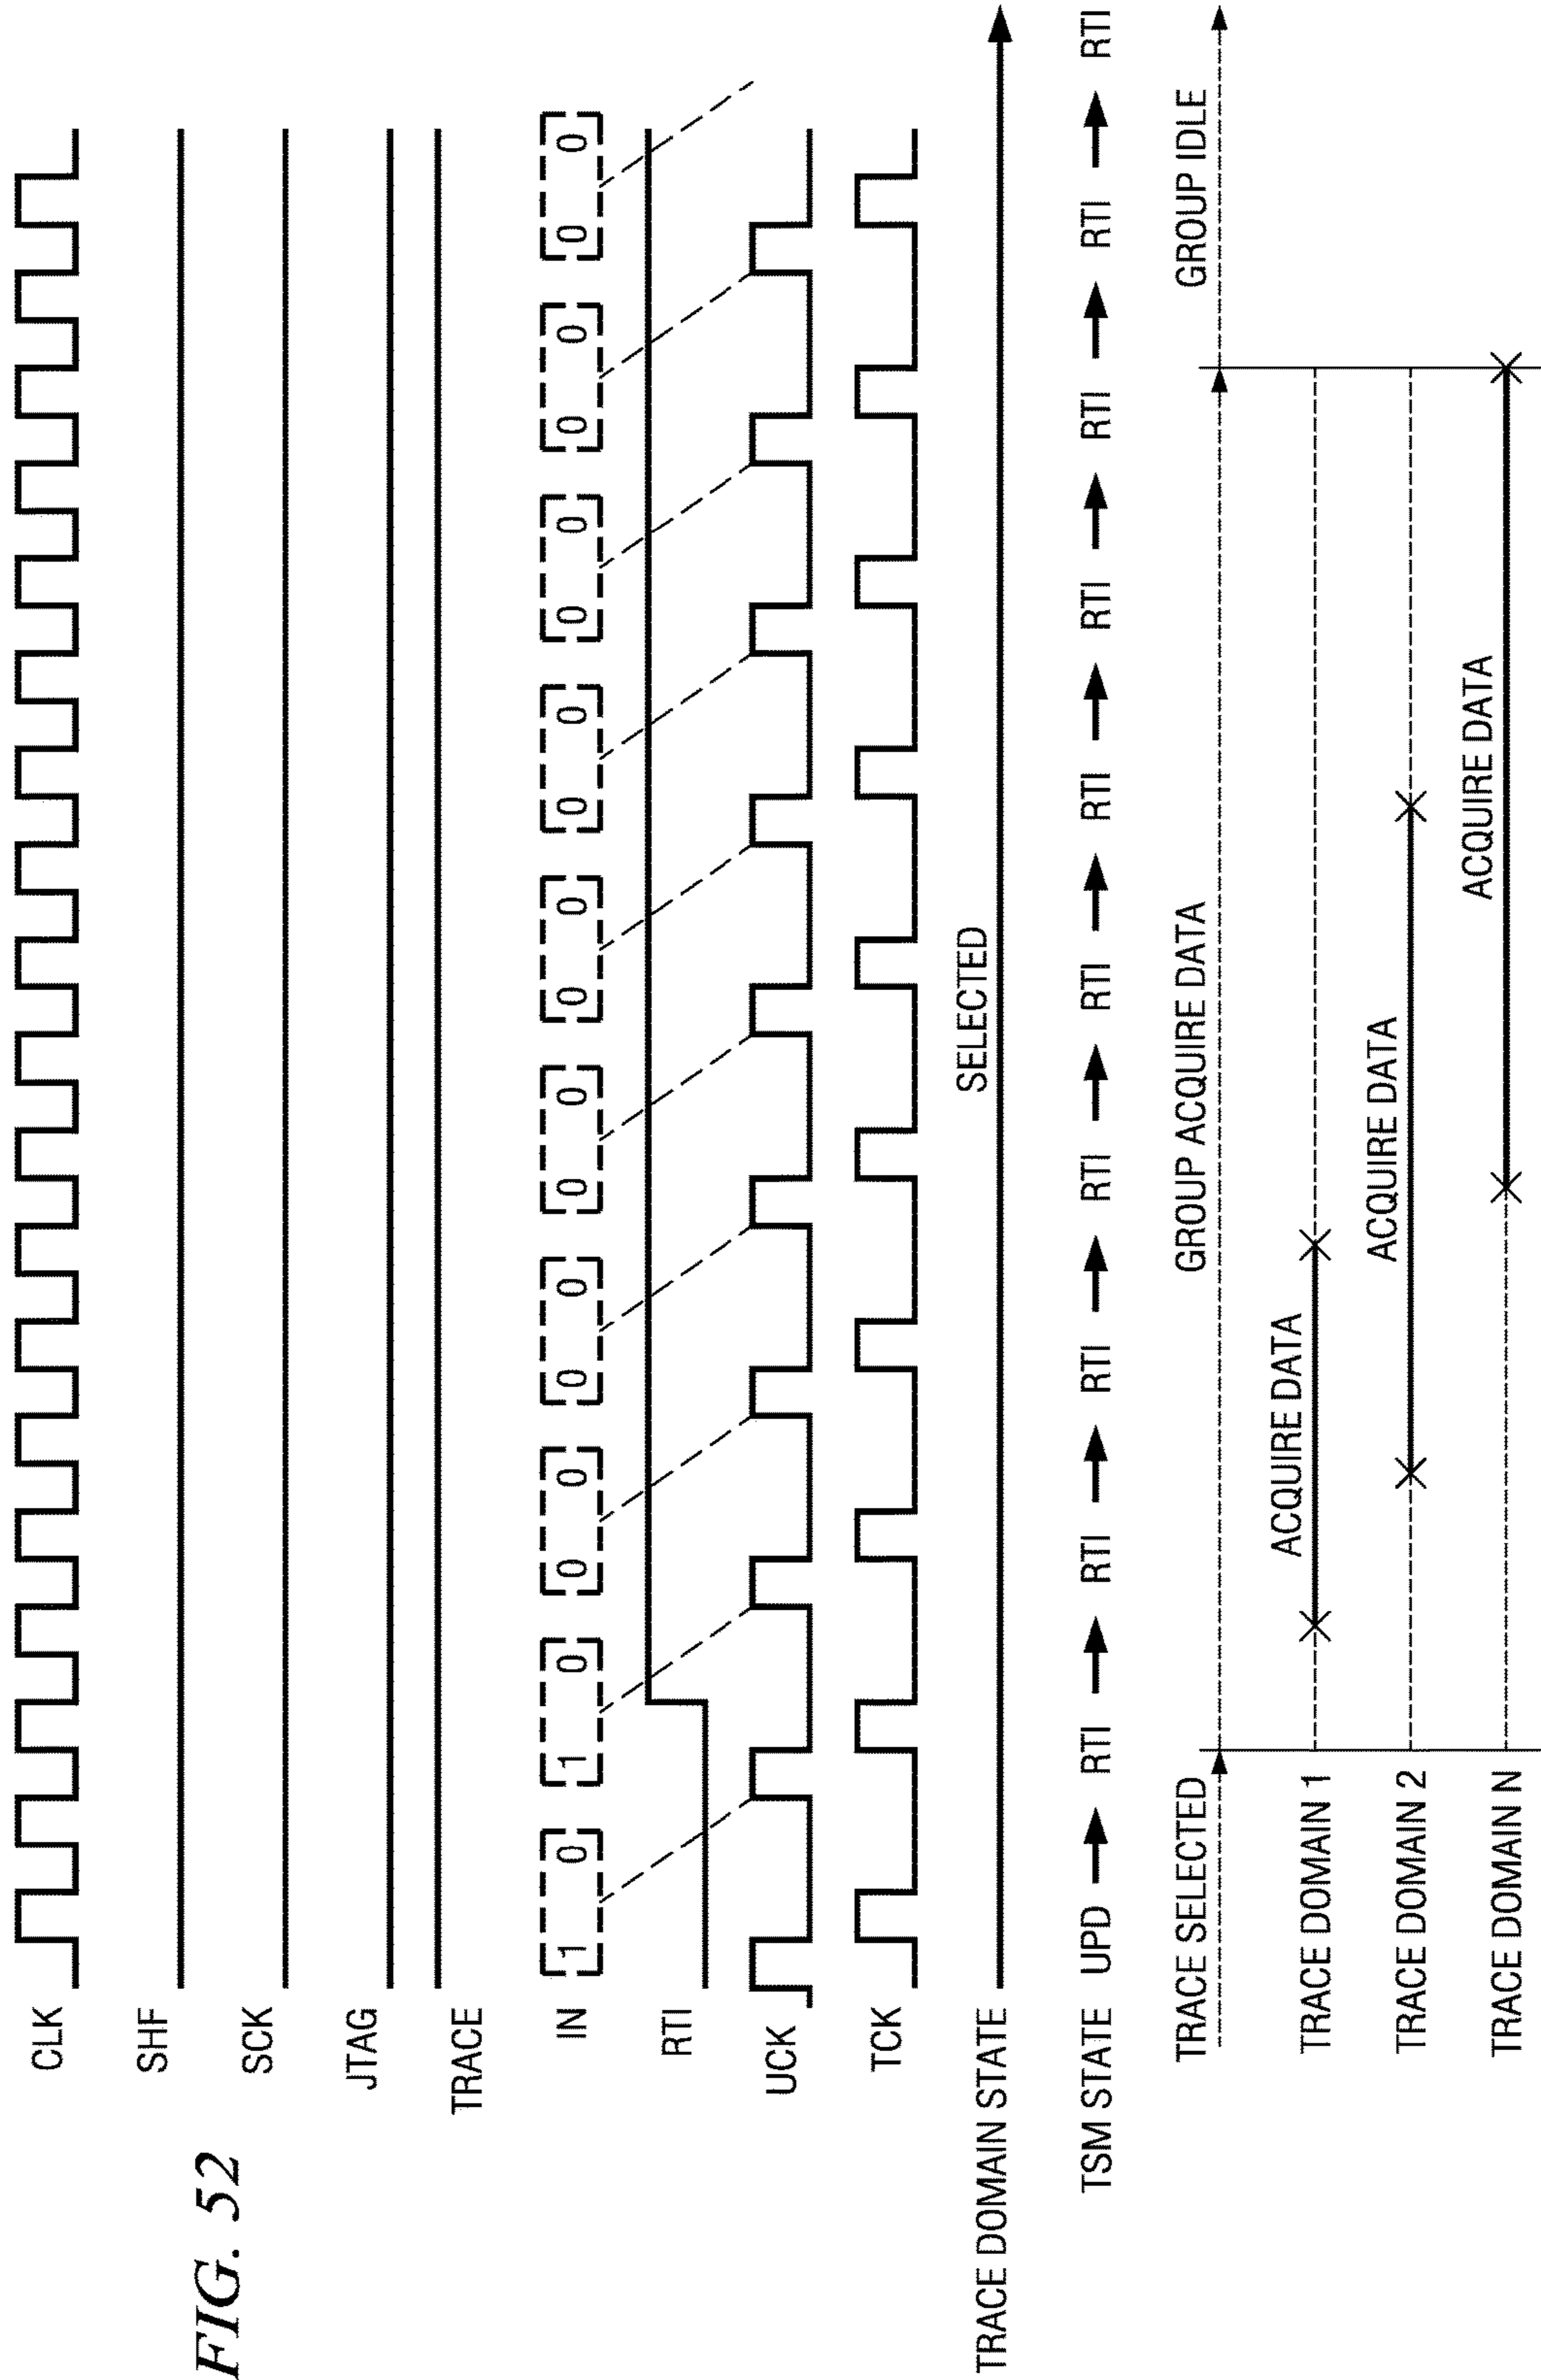 FIG. 52
CLK
SHF
SCK
JTAG
TRACE
IN 1 0 1 0 0 0 0 0 0 0 0 0 0 0 0 0 0 0 0 0
RTI
UCK
TCK
TRACE DOMAIN STATE SELECTED
TSM STATE UPD → RTI → RTI → RTI → RTI → RTI → RTI → RTI → RTI → RTI → RTI
TRACE SELECTED GROUP ACQUIRE DATA GROUP IDLE
TRACE DOMAIN 1 ACQUIRE DATA
TRACE DOMAIN 2 ACQUIRE DATA
TRACE DOMAIN N ACQUIRE DATA